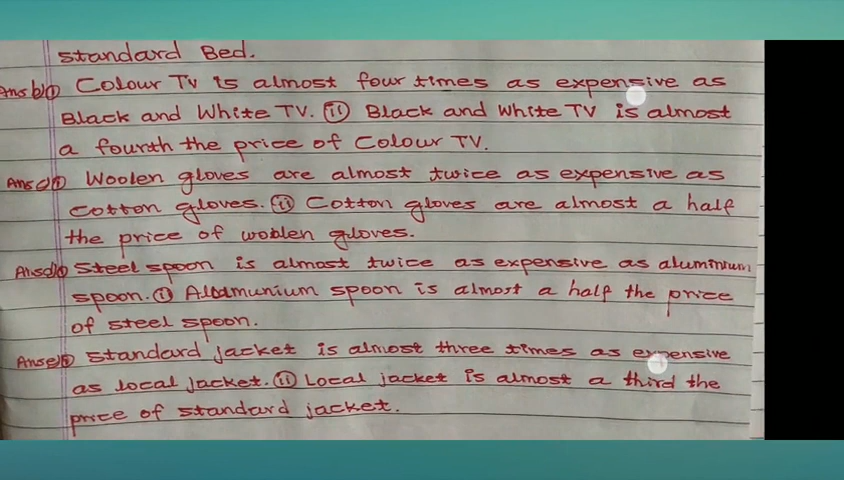 standard Bed.
Ans b) i) Colour TV is almost four times as expensive as
Black and White TV. ii) Black and White TV is almost
a fourth the price of Colour TV.
Ans c) i) Woolen gloves are almost twice as expensive as
Cotton gloves. ii) Cotton gloves are almost a half
the price of woolen gloves.
Ans d) i) Steel spoon is almost twice as expensive as aluminium
spoon. ii) Alumunium spoon is almost a half the price
of steel spoon.
Ans e) i) standard jacket is almost three times as expensive
as local jacket. ii) Local jacket is almost a third the
price of standard jacket.